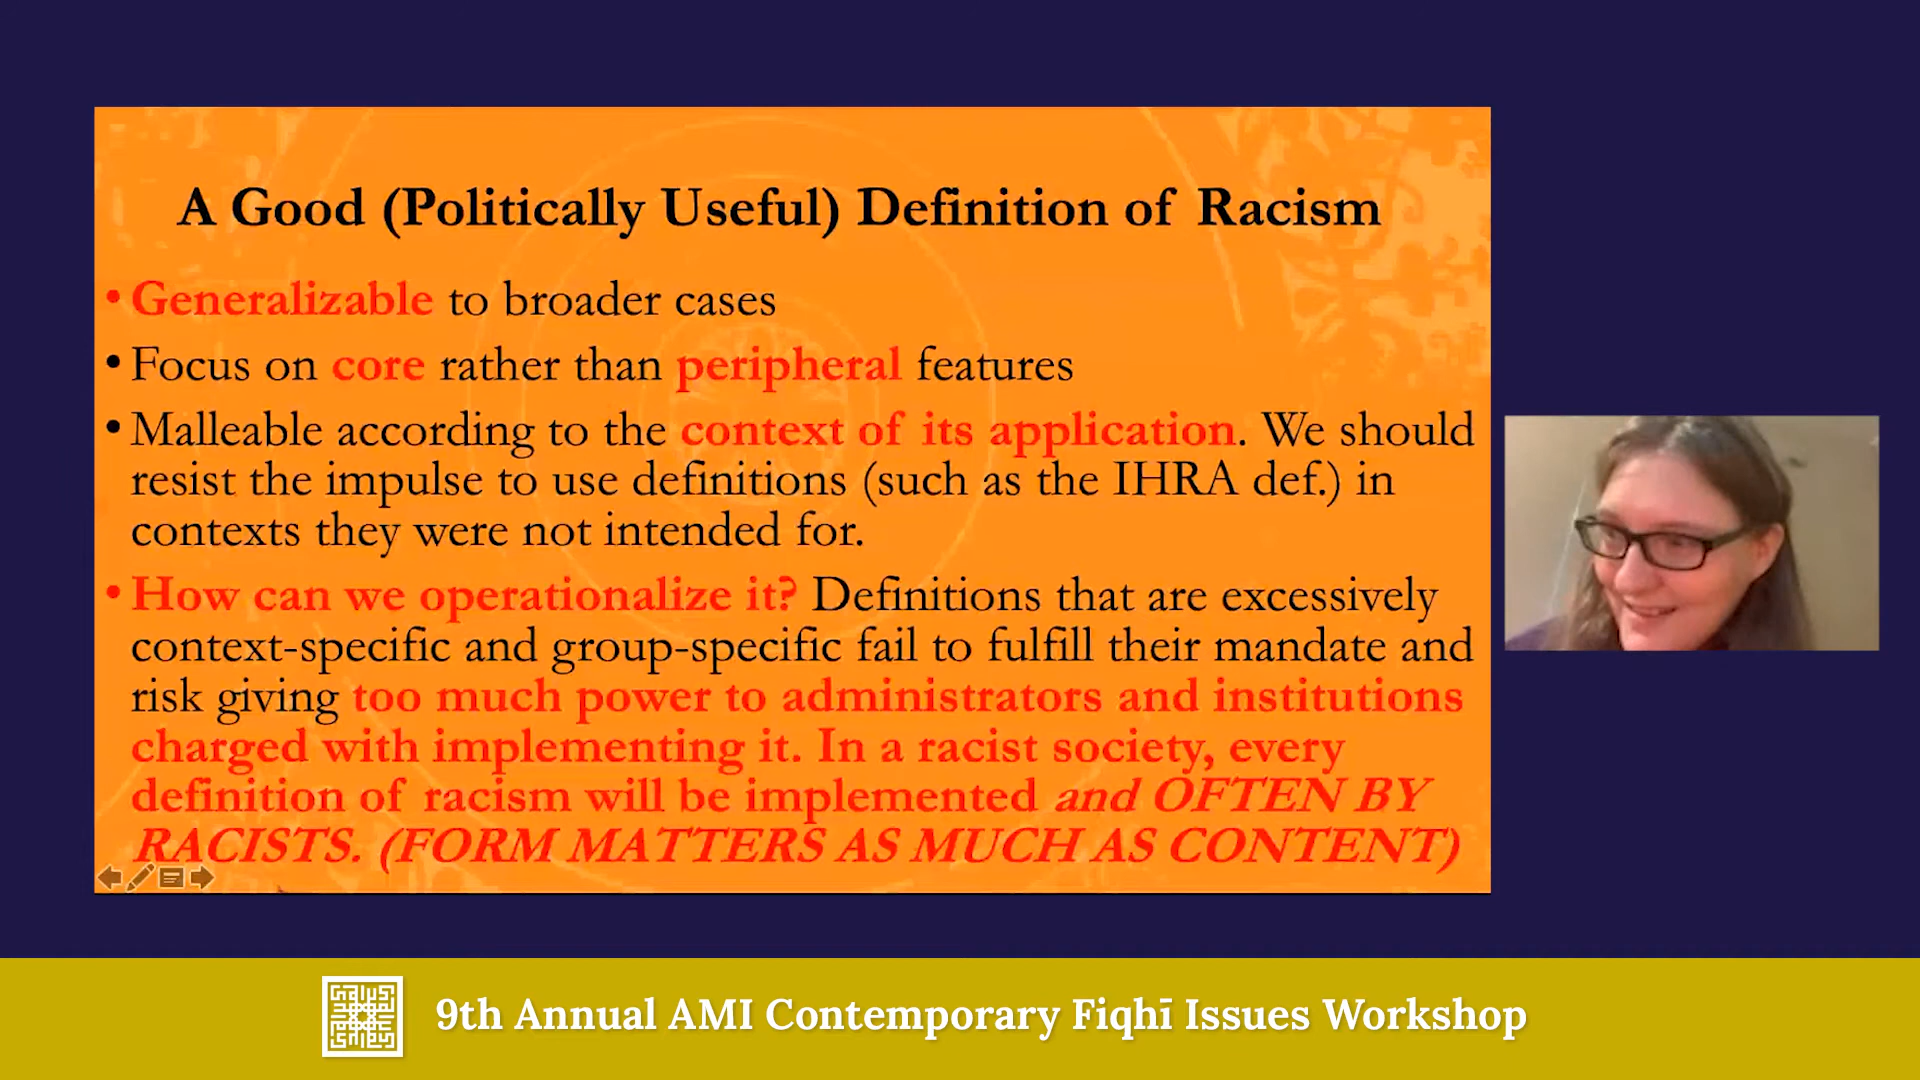 A Good (Politically Useful) Definition of Racism
• Generalizable to broader cases
• Focus on core rather than peripheral features
• Malleable according to the context of its application. We should
resist the impulse to use definitions (such as the IHRA def.) in
contexts they were not intended for.
• How can we operationalize it? Definitions that are excessively
context-specific and group-specific fail to fulfill their mandate and
risk giving too much power to administrators and institutions
charged with implementing it. In a racist society, every
definition of racism will be implemented and OFTEN BY
RACISTS. (FORM MATTERS AS MUCH AS CONTENT)
9th Annual AMI Contemporary Fiqhī Issues Workshop